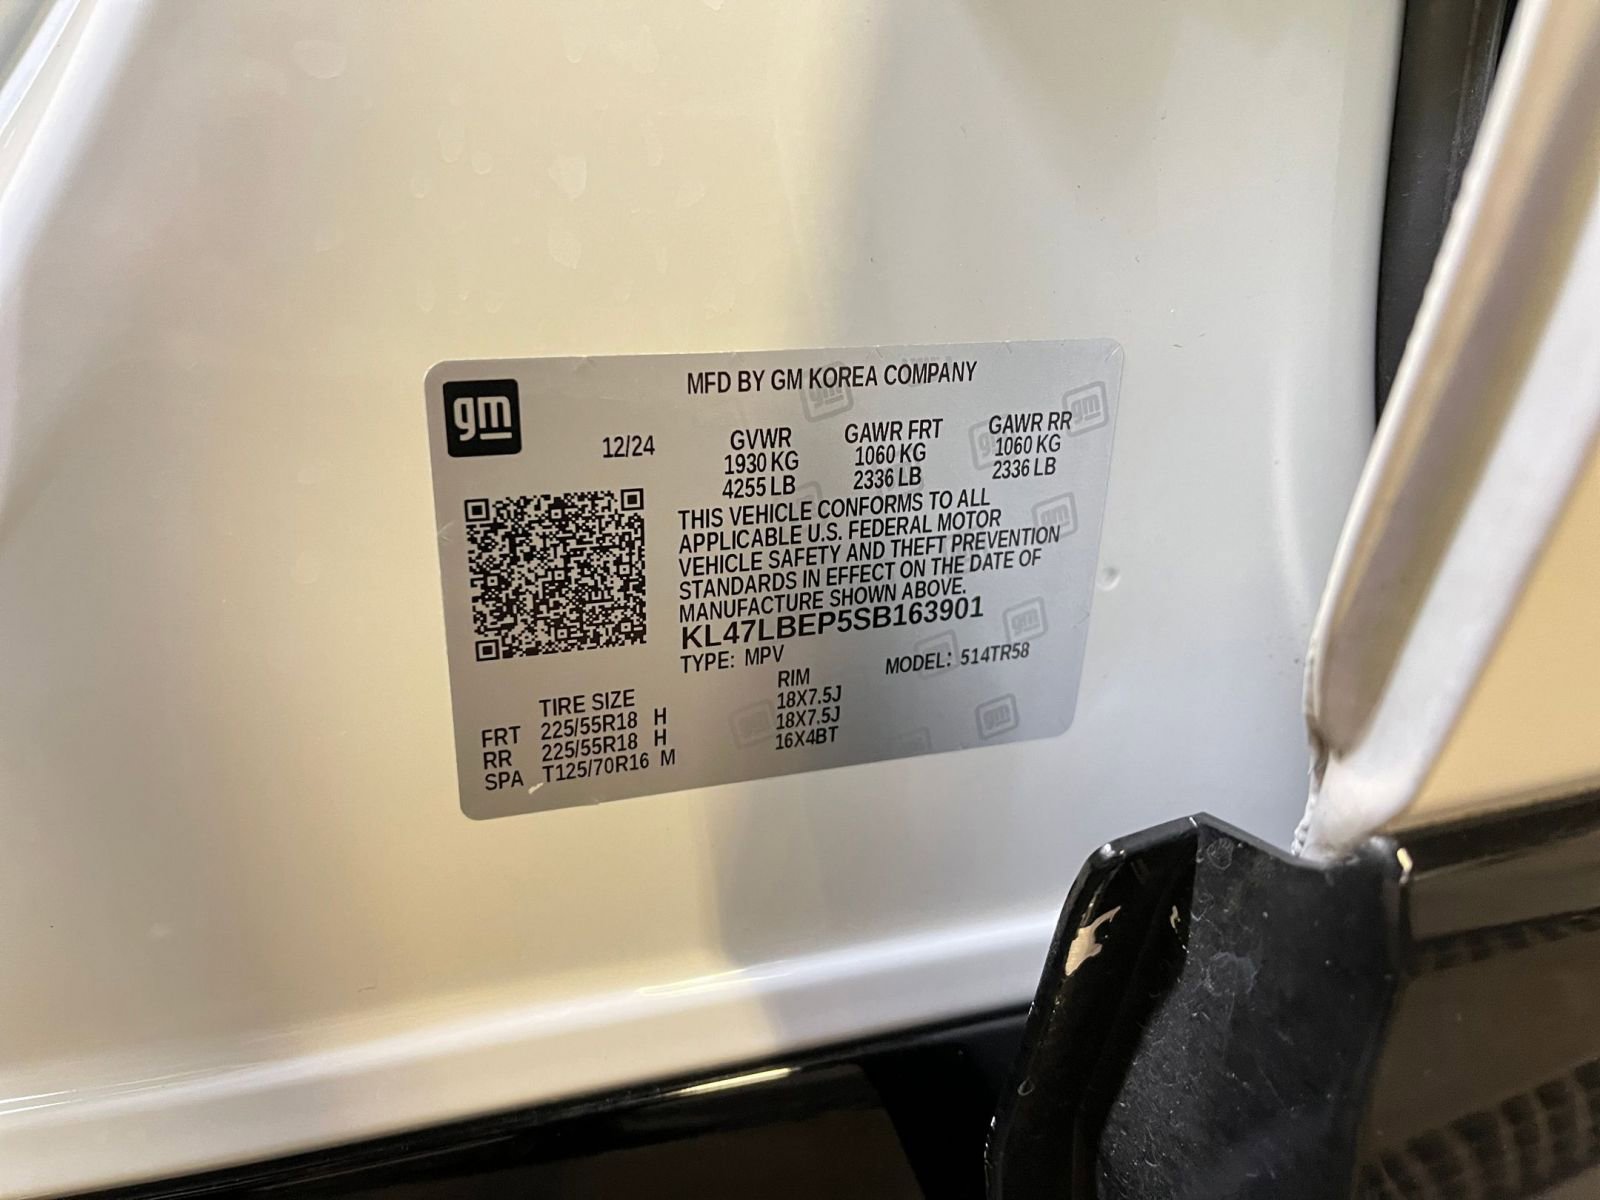 gm
MFD BY GM KOREA COMPANY
12/24
GVWR GAWR FRT GAWR RR
1930 KG 1060 KG 1060 KG
4255 LB 2336 LB 2336 LB
THIS VEHICLE CONFORMS TO ALL
APPLICABLE U.S. FEDERAL MOTOR
VEHICLE SAFETY AND THEFT PREVENTION
STANDARDS IN EFFECT ON THE DATE OF
MANUFACTURE SHOWN ABOVE.
KL47LBEP5SB163901
TYPE: MPV MODEL: 514TR58
TIRE SIZE RIM
FRT 225/55R18 H 18X7.5J
RR 225/55R18 H 18X7.5J
SPA T125/70R16 M 16X4BT